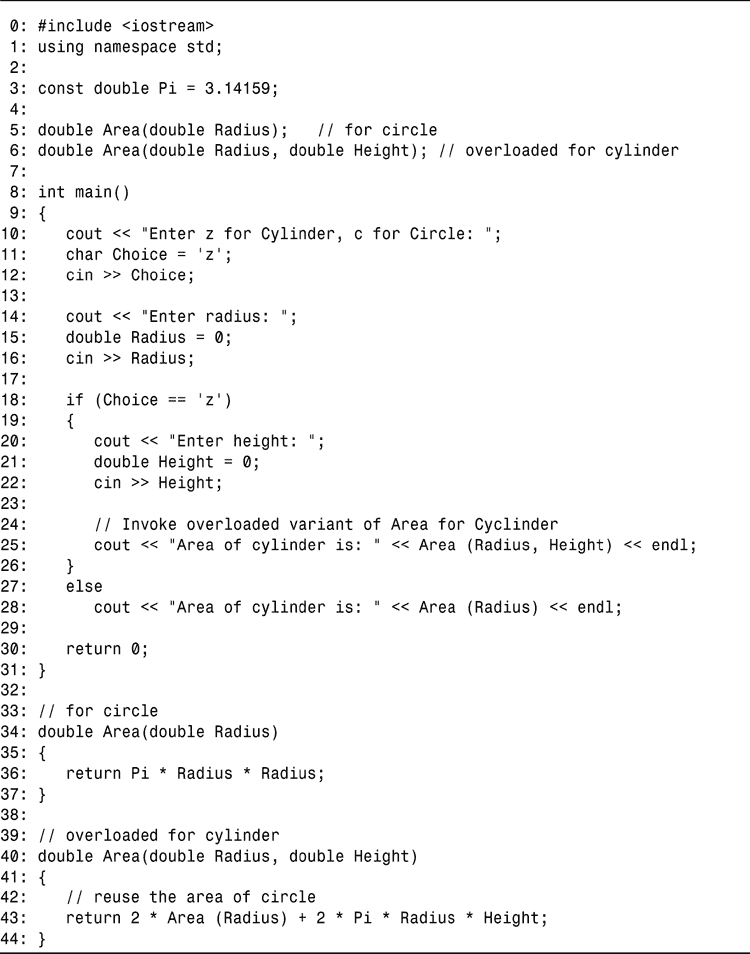 0: #include <iostream>
1: using namespace std;
2:
3: const double Pi = 3.14159;
4:
5: double Area(double Radius);   // for circle
6: double Area(double Radius, double Height); // overloaded for cylinder
7:
8: int main()
9: {
10:    cout << "Enter z for Cylinder, c for Circle: ";
11:    char Choice = 'z';
12:    cin >> Choice;
13:
14:    cout << "Enter radius: ";
15:    double Radius = 0;
16:    cin >> Radius;
17:
18:    if (Choice == 'z')
19:    {
20:       cout << "Enter height: ";
21:       double Height = 0;
22:       cin >> Height;
23:
24:       // Invoke overloaded variant of Area for Cyclinder
25:       cout << "Area of cylinder is: " << Area (Radius, Height) << endl;
26:    }
27:    else
28:       cout << "Area of cylinder is: " << Area (Radius) << endl;
29:
30:    return 0;
31: }
32:
33: // for circle
34: double Area(double Radius)
35: {
36:    return Pi * Radius * Radius;
37: }
38:
39: // overloaded for cylinder
40: double Area(double Radius, double Height)
41: {
42:    // reuse the area of circle
43:    return 2 * Area (Radius) + 2 * Pi * Radius * Height;
44: }